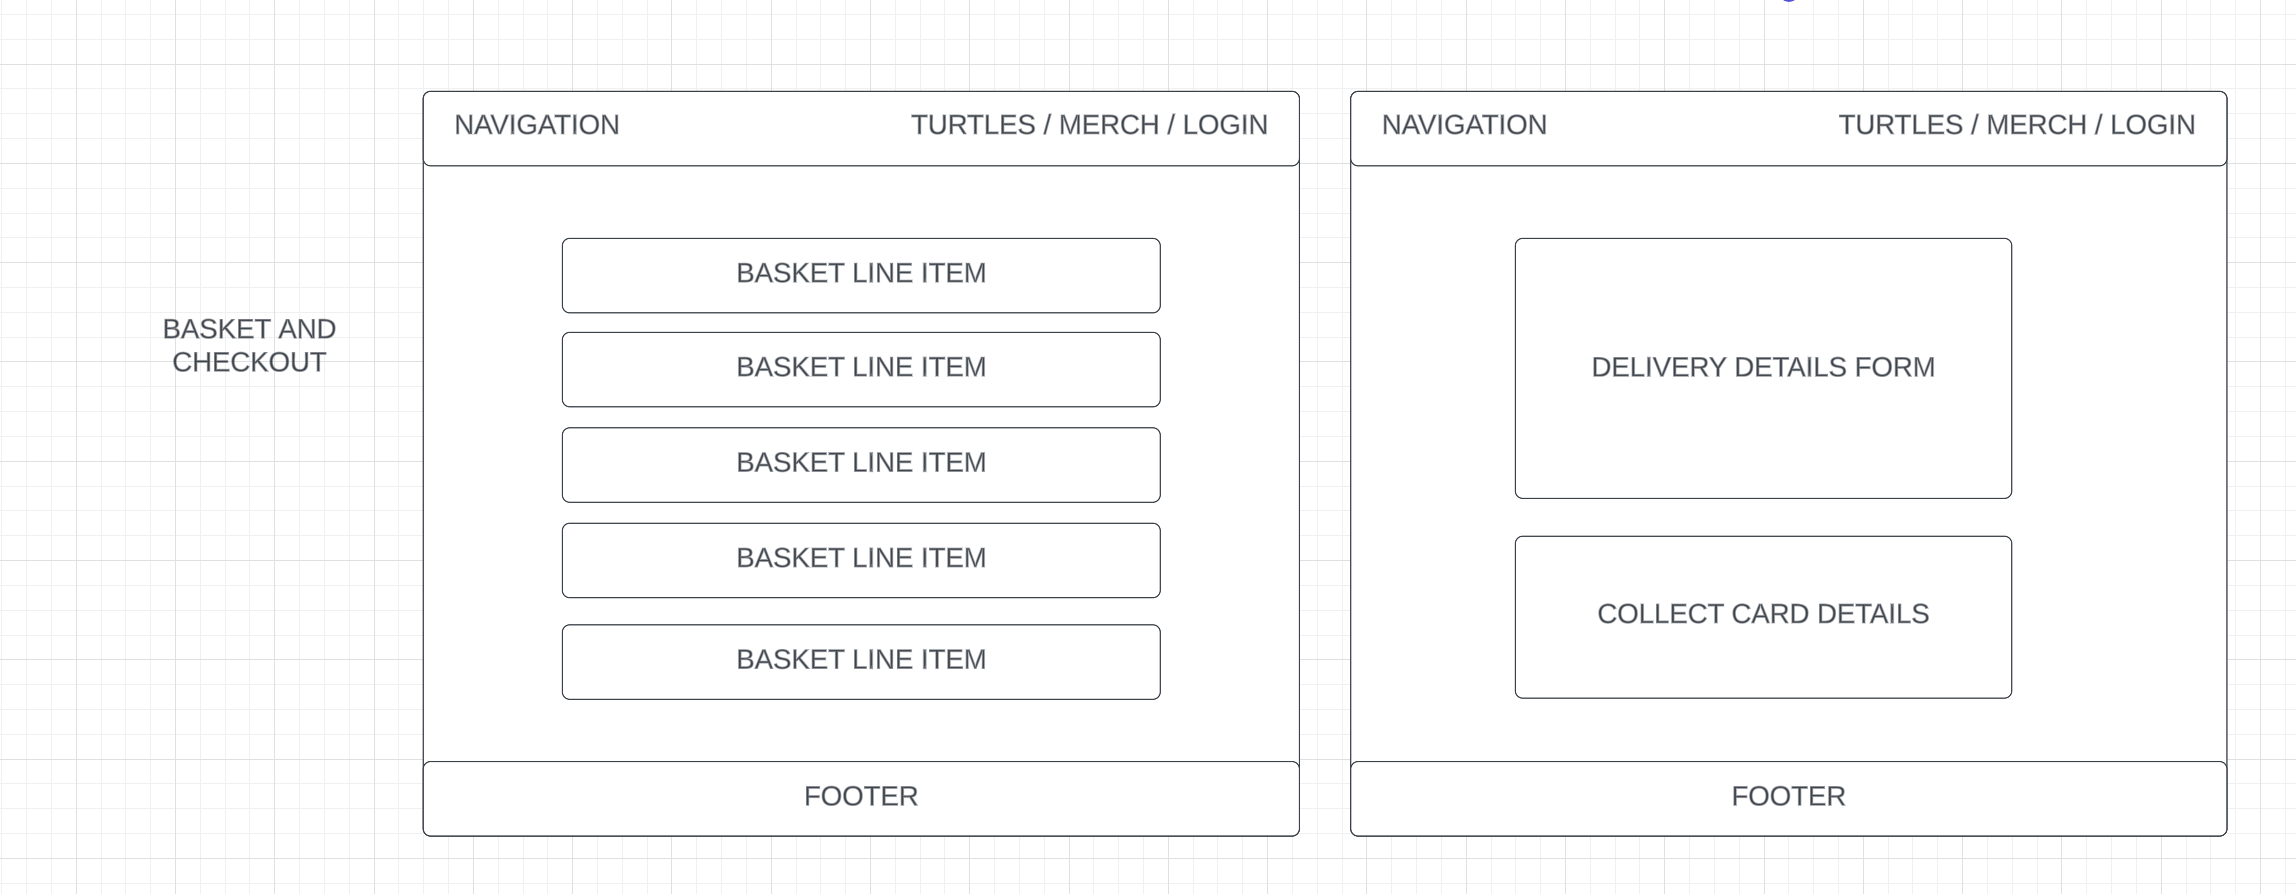 BASKET AND
CHECKOUT
NAVIGATION
TURTLES / MERCH / LOGIN
BASKET LINE ITEM
BASKET LINE ITEM
BASKET LINE ITEM
BASKET LINE ITEM
BASKET LINE ITEM
FOOTER
NAVIGATION
TURTLES / MERCH / LOGIN
DELIVERY DETAILS FORM
COLLECT CARD DETAILS
FOOTER